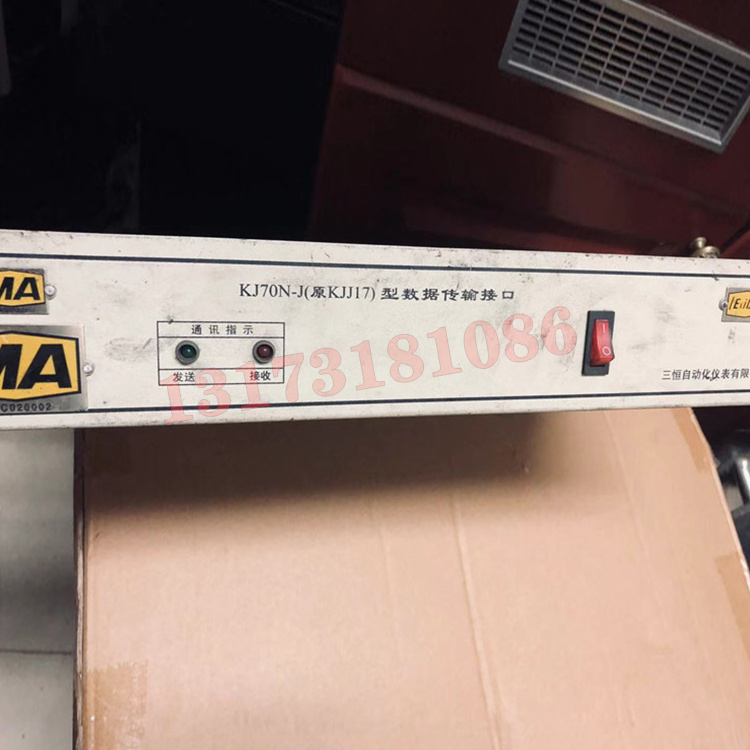 KJ70N-J(原KJJ17)型数据传输接口
MA
MA
C020002
通讯指示
发送 接收
I
O
三恒自动化仪表有限
13173181086